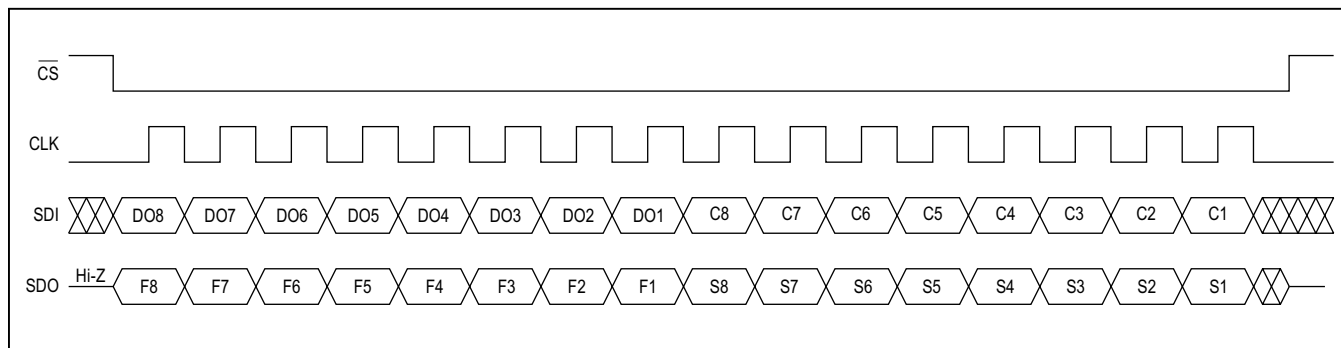 C̅S̅
CLK
SDI DO8 DO7 DO6 DO5 DO4 DO3 DO2 DO1 C8 C7 C6 C5 C4 C3 C2 C1
SDO Hi-Z F8 F7 F6 F5 F4 F3 F2 F1 S8 S7 S6 S5 S4 S3 S2 S1